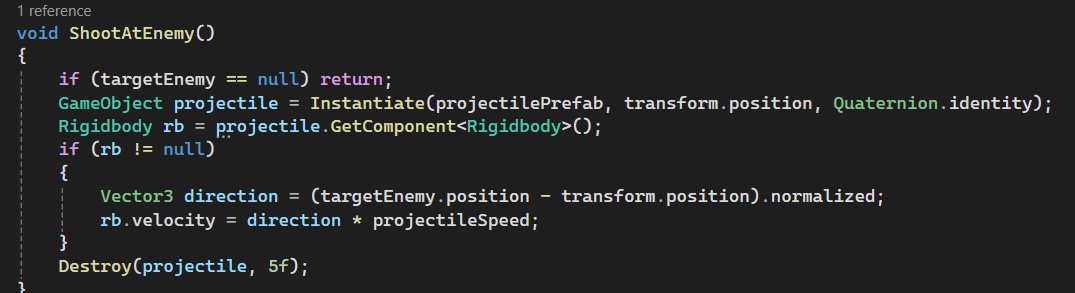 1 reference
void ShootAtEnemy()
{
    if (targetEnemy == null) return;
    GameObject projectile = Instantiate(projectilePrefab, transform.position, Quaternion.identity);
    Rigidbody rb = projectile.GetComponent<Rigidbody>();
    if (rb != null)
    {
        Vector3 direction = (targetEnemy.position - transform.position).normalized;
        rb.velocity = direction * projectileSpeed;
    }
    Destroy(projectile, 5f);
}